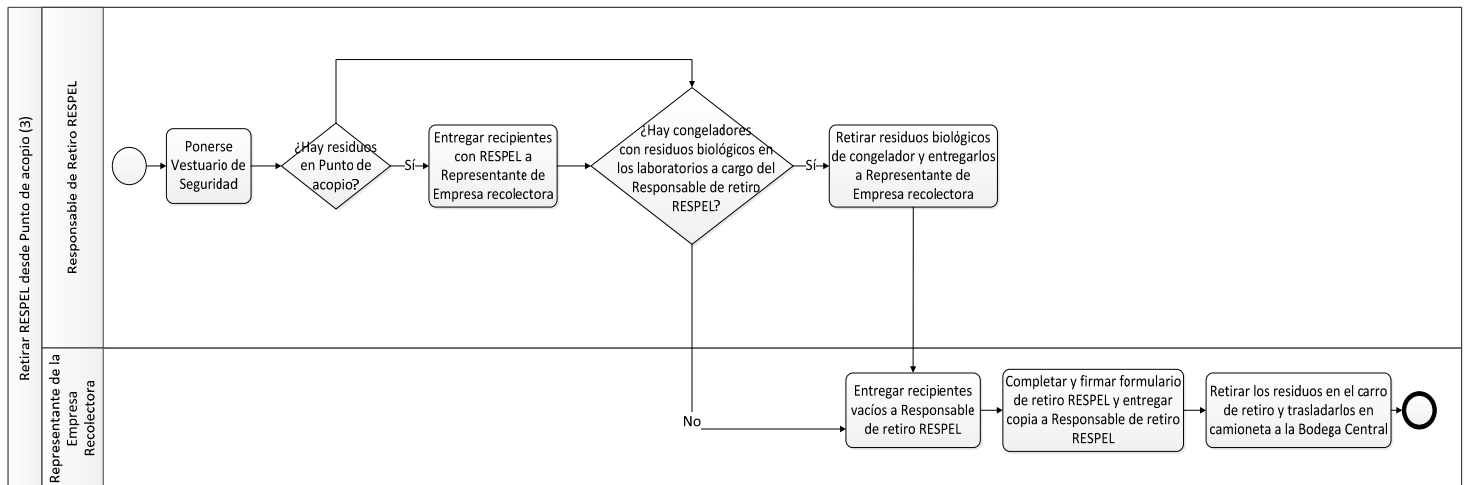 Retirar RESPEL desde Punto de acopio (3)
Responsable de Retiro RESPEL
Ponerse
Vestuario de
Seguridad
¿Hay residuos
en Punto de
acopio?
Sí
Entregar recipientes
con RESPEL a
Representante de
Empresa recolectora
¿Hay congeladores
con residuos biológicos en
los laboratorios a cargo del
Responsable de retiro
RESPEL?
Sí
Retirar residuos biológicos
de congelador y entregarlos
a Representante de
Empresa recolectora
Representante de la
Empresa
Recolectora
No
Entregar recipientes
vacíos a Responsable
de retiro RESPEL
Completar y firmar formulario
de retiro RESPEL y entregar
copia a Responsable de retiro
RESPEL
Retirar los residuos en el carro
de retiro y trasladarlos en
camioneta a la Bodega Central